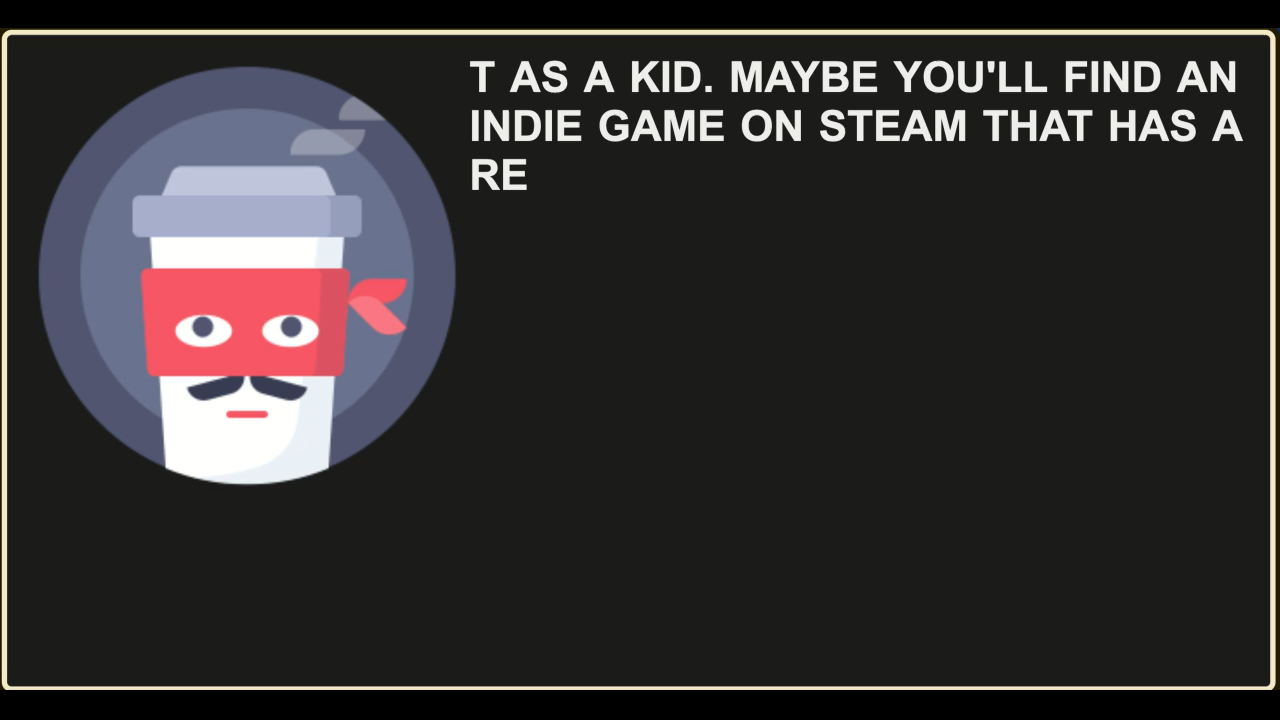 T AS A KID. MAYBE YOU'LL FIND AN
INDIE GAME ON STEAM THAT HAS A
RE